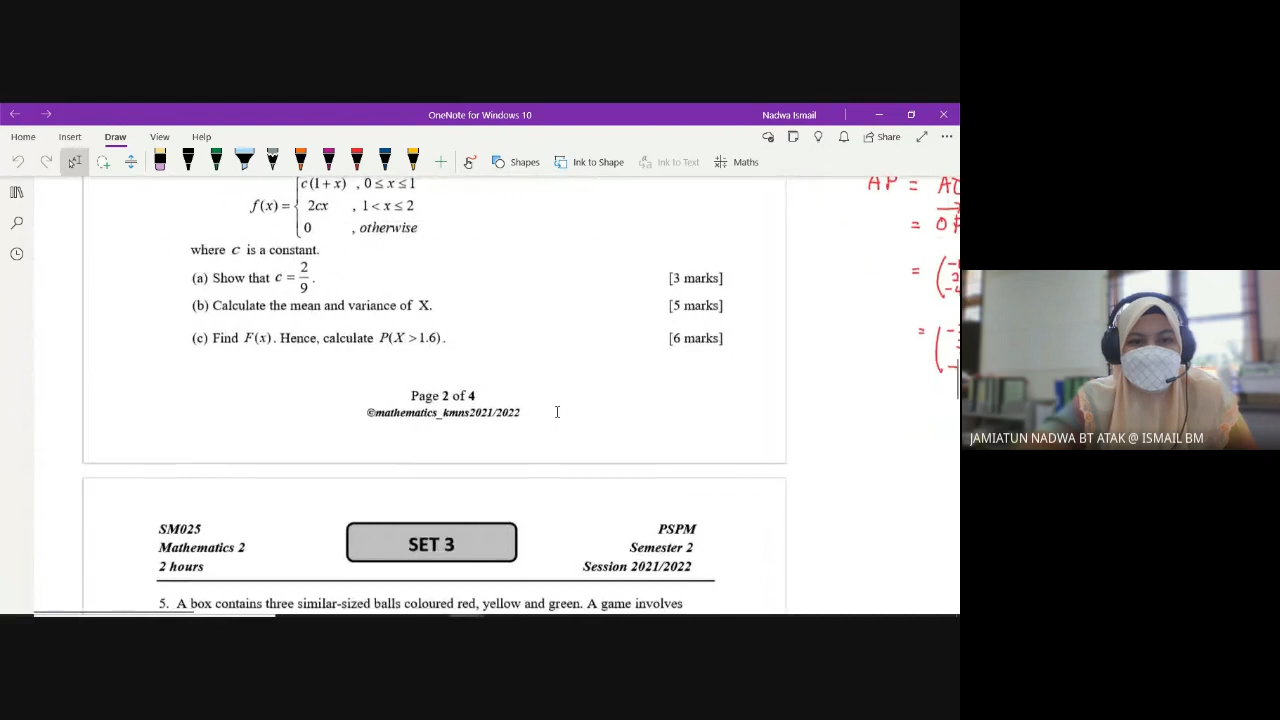 OneNote for Windows 10
Nadwa Ismail
Home Insert Draw View Help
Share
Shapes
Ink to Shape
Ink to Text
Maths
c(1+x) , 0≤x≤1
f(x)= { 2cx , 1<x≤2
0 , otherwise
where c is a constant.
(a) Show that c = 2/9 . [3 marks]
(b) Calculate the mean and variance of X. [5 marks]
(c) Find F(x). Hence, calculate P(X>1.6). [6 marks]
Page 2 of 4
©mathematics_kmns2021/2022
SM025
Mathematics 2
2 hours
SET 3
PSPM
Semester 2
Session 2021/2022
5. A box contains three similar-sized balls coloured red, yellow and green. A game involves
AP =
=
=
=
JAMIATUN NADWA BT ATAK @ ISMAIL BM